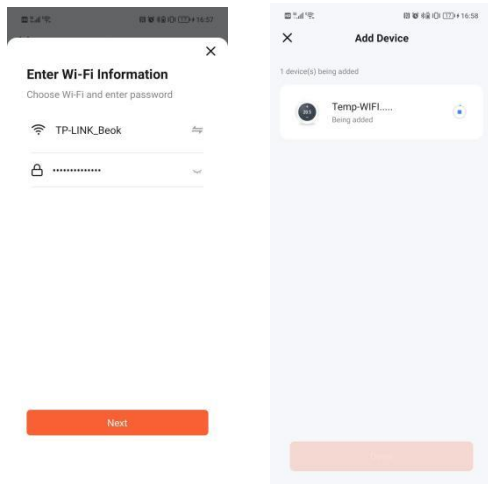 16:57
Enter Wi-Fi Information
Choose Wi-Fi and enter password
TP-LINK_Beok
••••••••••••••
Next
16:58
Add Device
1 device(s) being added
Temp-WIFI.....
Being added